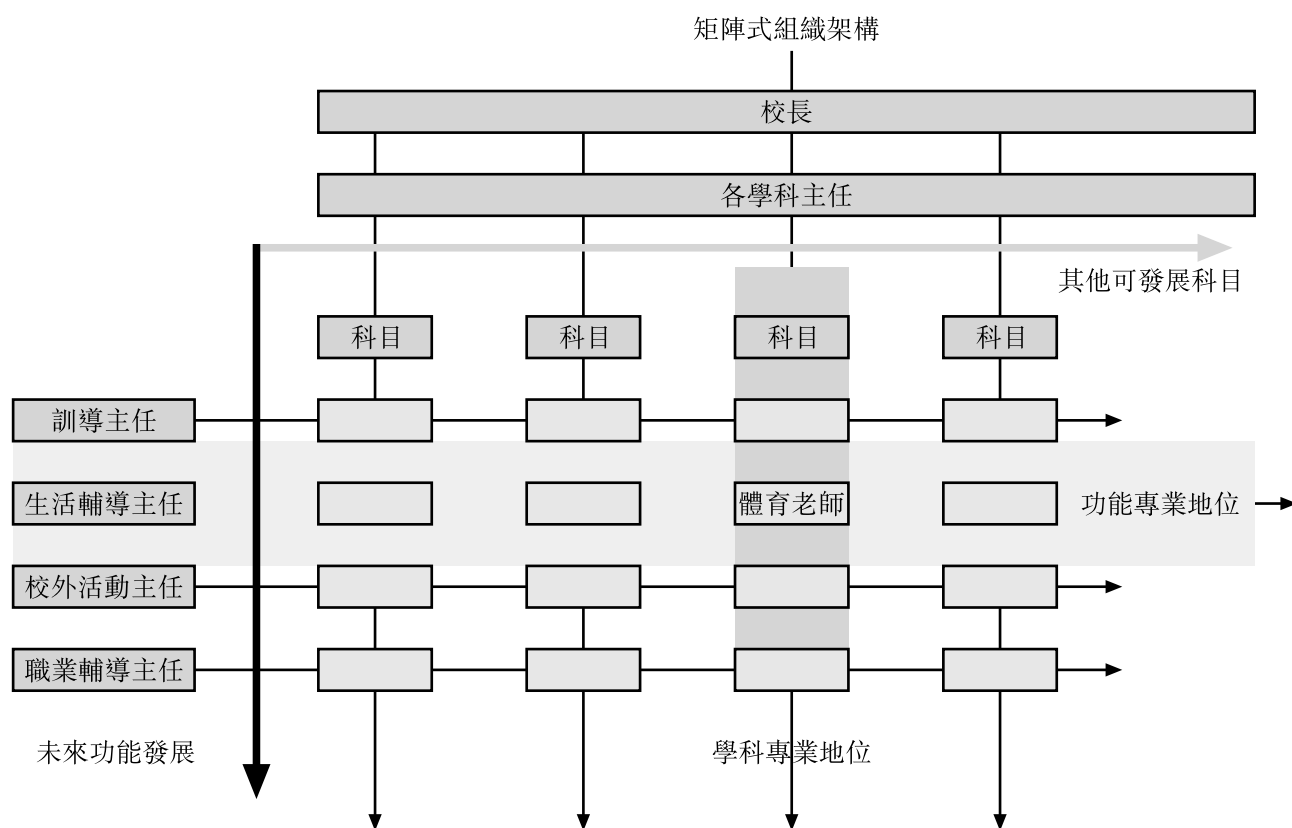 矩陣式組織架構
校長
各學科主任
其他可發展科目
科目
科目
科目
科目
訓導主任
生活輔導主任
體育老師
功能專業地位
校外活動主任
職業輔導主任
未來功能發展
學科專業地位